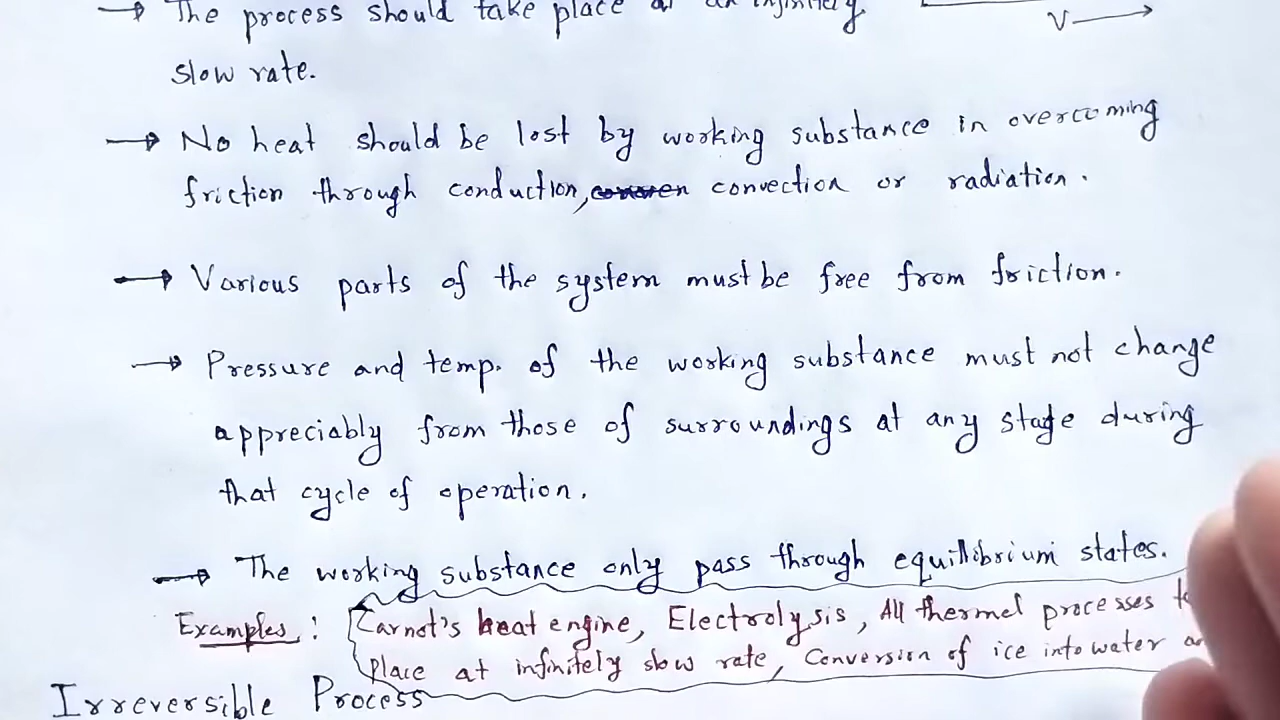 → The process should take place at an infinitely
V →
slow rate.
→ No heat should be lost by working substance in overcoming
friction through conduction, convection or radiation.
→ Various parts of the system must be free from friction.
→ Pressure and temp. of the working substance must not change
appreciably from those of surroundings at any stage during
that cycle of operation.
→ The working substance only pass through equilibrium states.
Examples : Carnot's heat engine, Electrolysis, All thermel processes
Place at infinitely slow rate, Conversion of ice into water
Irreversible Process